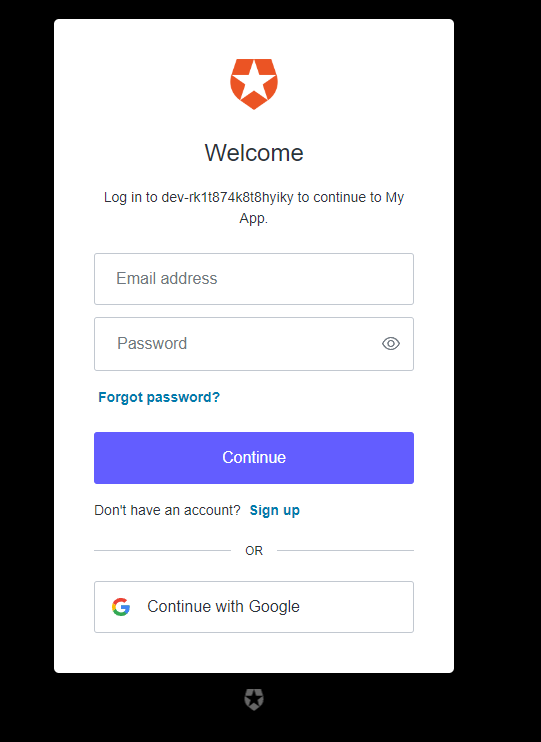 Welcome
Log in to dev-rk1t874k8t8hyiky to continue to My
App.
Email address
Password
Forgot password?
Continue
Don't have an account? Sign up
OR
Continue with Google